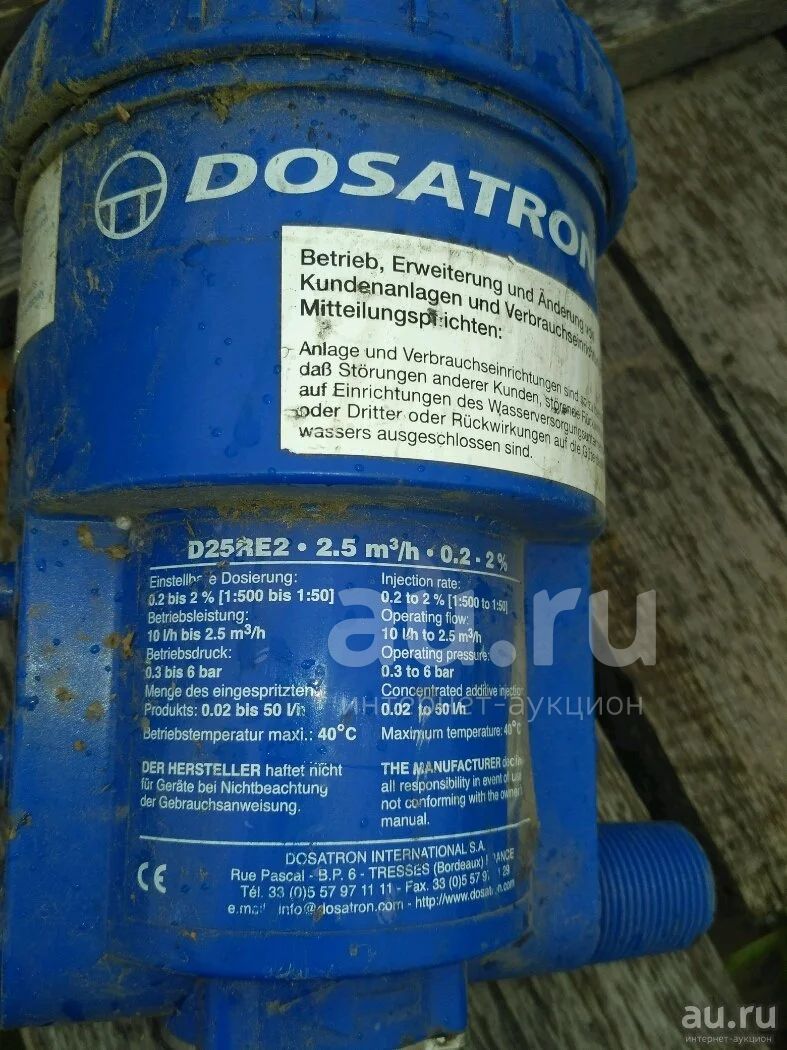 DOSATRON
Betrieb, Erweiterung und Änderung von
Kundenanlagen und Verbrauchseinrich
Mitteilungspflichten:
Anlage und Verbrauchseinrichtungen sind so
daß Störungen anderer Kunden, störende
auf Einrichtungen des Wasserversorgungs
oder Dritter oder Rückwirkungen auf die
wassers ausgeschlossen sind.
D25RE2 • 2.5 m³/h • 0.2 - 2 %
Einstellbare Dosierung:
0.2 bis 2 % [1:500 bis 1:50]
Betriebsleistung:
10 l/h bis 2.5 m³/h
Betriebsdruck:
0.3 bis 6 bar
Menge des eingespritzten
Produkts: 0.02 bis 50 l/h
Betriebstemperatur maxi.: 40°C
DER HERSTELLER haftet nicht
für Geräte bei Nichtbeachtung
der Gebrauchsanweisung.
Injection rate:
0.2 to 2 % [1:500 to 1:50]
Operating flow:
10 l/h to 2.5 m³/h
Operating pressure:
0.3 to 6 bar
Concentrated additive injection
0.02 to 50 l/h
Maximum temperature: 40°C
THE MANUFACTURER declines
all responsibility in event of use
not conforming with the owner
manual.
CE
DOSATRON INTERNATIONAL S.A.
Rue Pascal - B.P. 6 - TRESSES (Bordeaux) FRANCE
Tél. 33 (0)5 57 97 11 11 - Fax. 33 (0)5 57 97 11 29
e.mail info@dosatron.com - http://www.dosatron.com
au.ru
интернет-аукцион
au.ru
интернет-аукцион